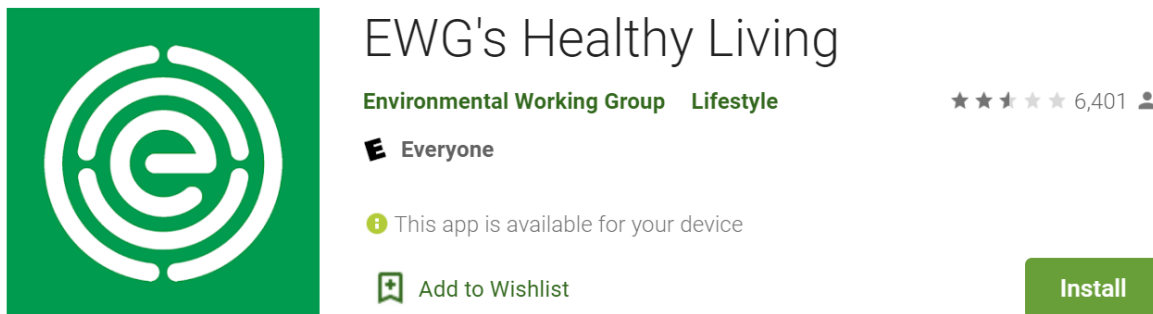 EWG's Healthy Living
Environmental Working Group Lifestyle 6,401
E Everyone
This app is available for your device
Add to Wishlist Install